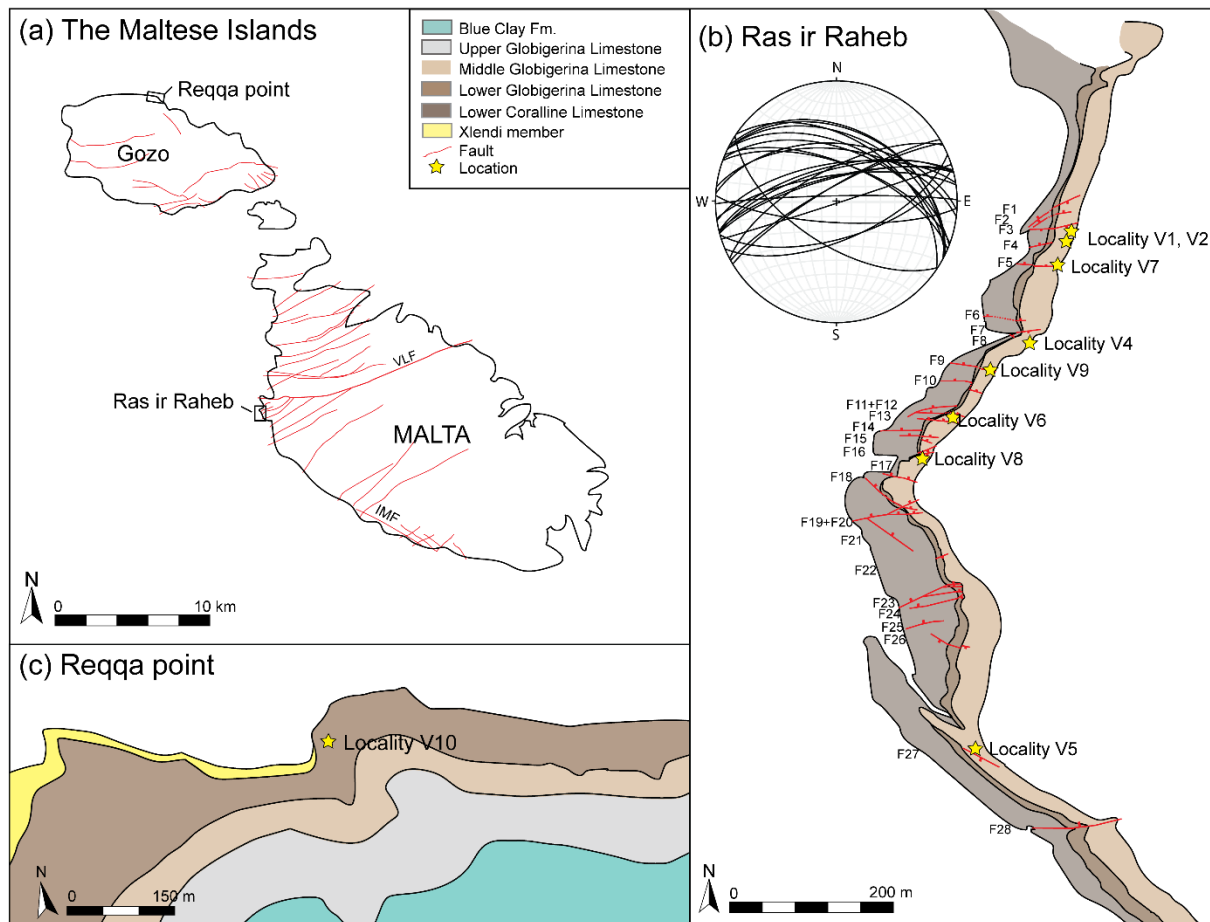 (a) The Maltese Islands
Reqqa point
Gozo
Ras ir Raheb
VLF
MALTA
IMF
N
0 10 km
Blue Clay Fm.
Upper Globigerina Limestone
Middle Globigerina Limestone
Lower Globigerina Limestone
Lower Coralline Limestone
Xlendi member
Fault
Location
(b) Ras ir Raheb
N
W
E
S
F1
F2
F3
F4
F5
F6
F7
F8
F9
F10
F11+F12
F13
F14
F15
F16
F17
F18
F19+F20
F21
F22
F23
F24
F25
F26
F27
F28
Locality V1, V2
Locality V7
Locality V4
Locality V9
Locality V6
Locality V8
Locality V5
N
0 200 m
(c) Reqqa point
Locality V10
N
0 150 m